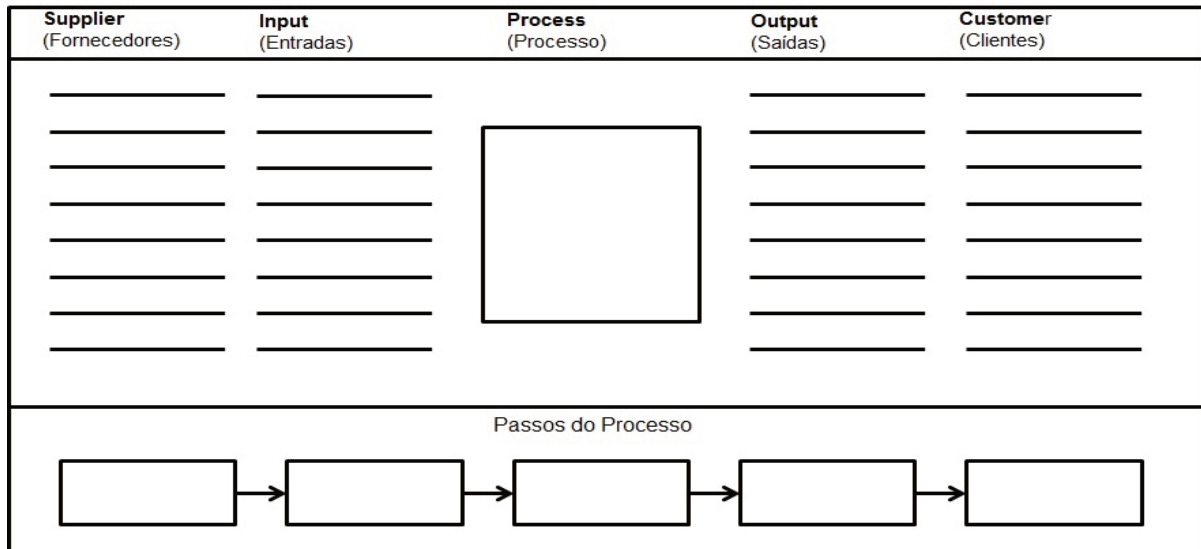 Supplier
(Fornecedores)
Input
(Entradas)
Process
(Processo)
Output
(Saídas)
Customer
(Clientes)
Passos do Processo